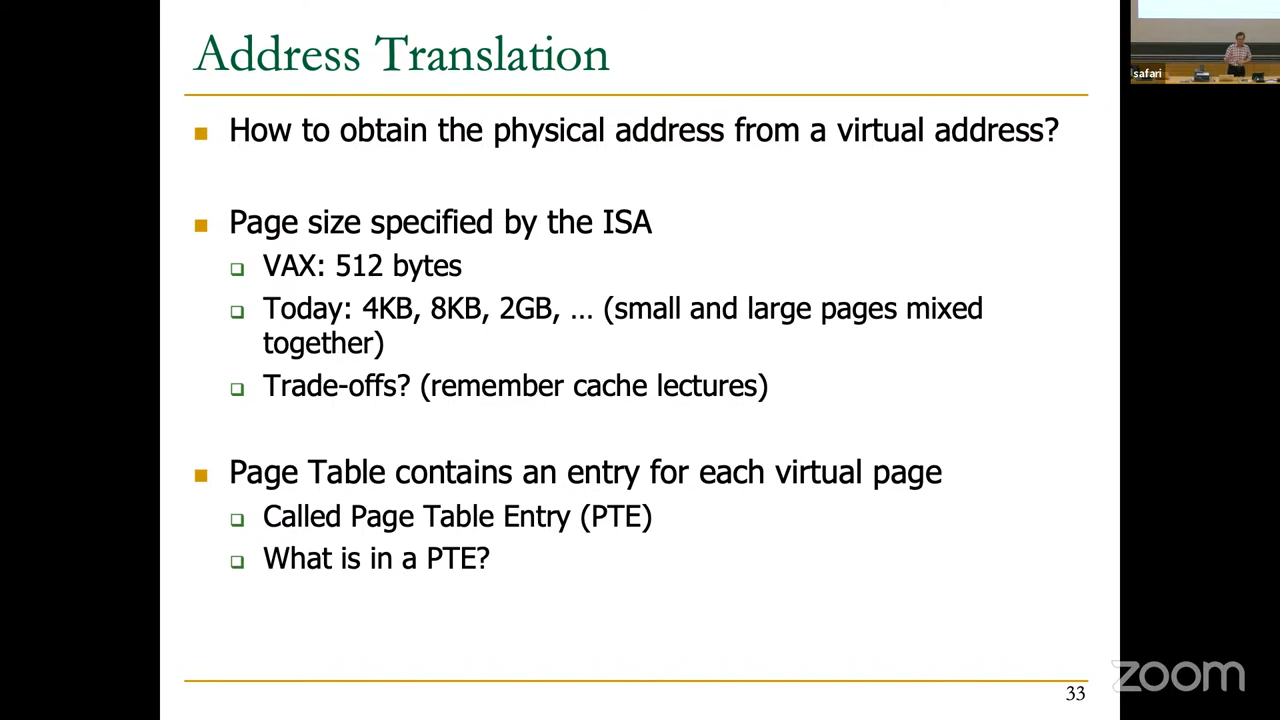 Address Translation
safari
How to obtain the physical address from a virtual address?
Page size specified by the ISA
VAX: 512 bytes
Today: 4KB, 8KB, 2GB, … (small and large pages mixed
together)
Trade-offs? (remember cache lectures)
Page Table contains an entry for each virtual page
Called Page Table Entry (PTE)
What is in a PTE?
33
zoom